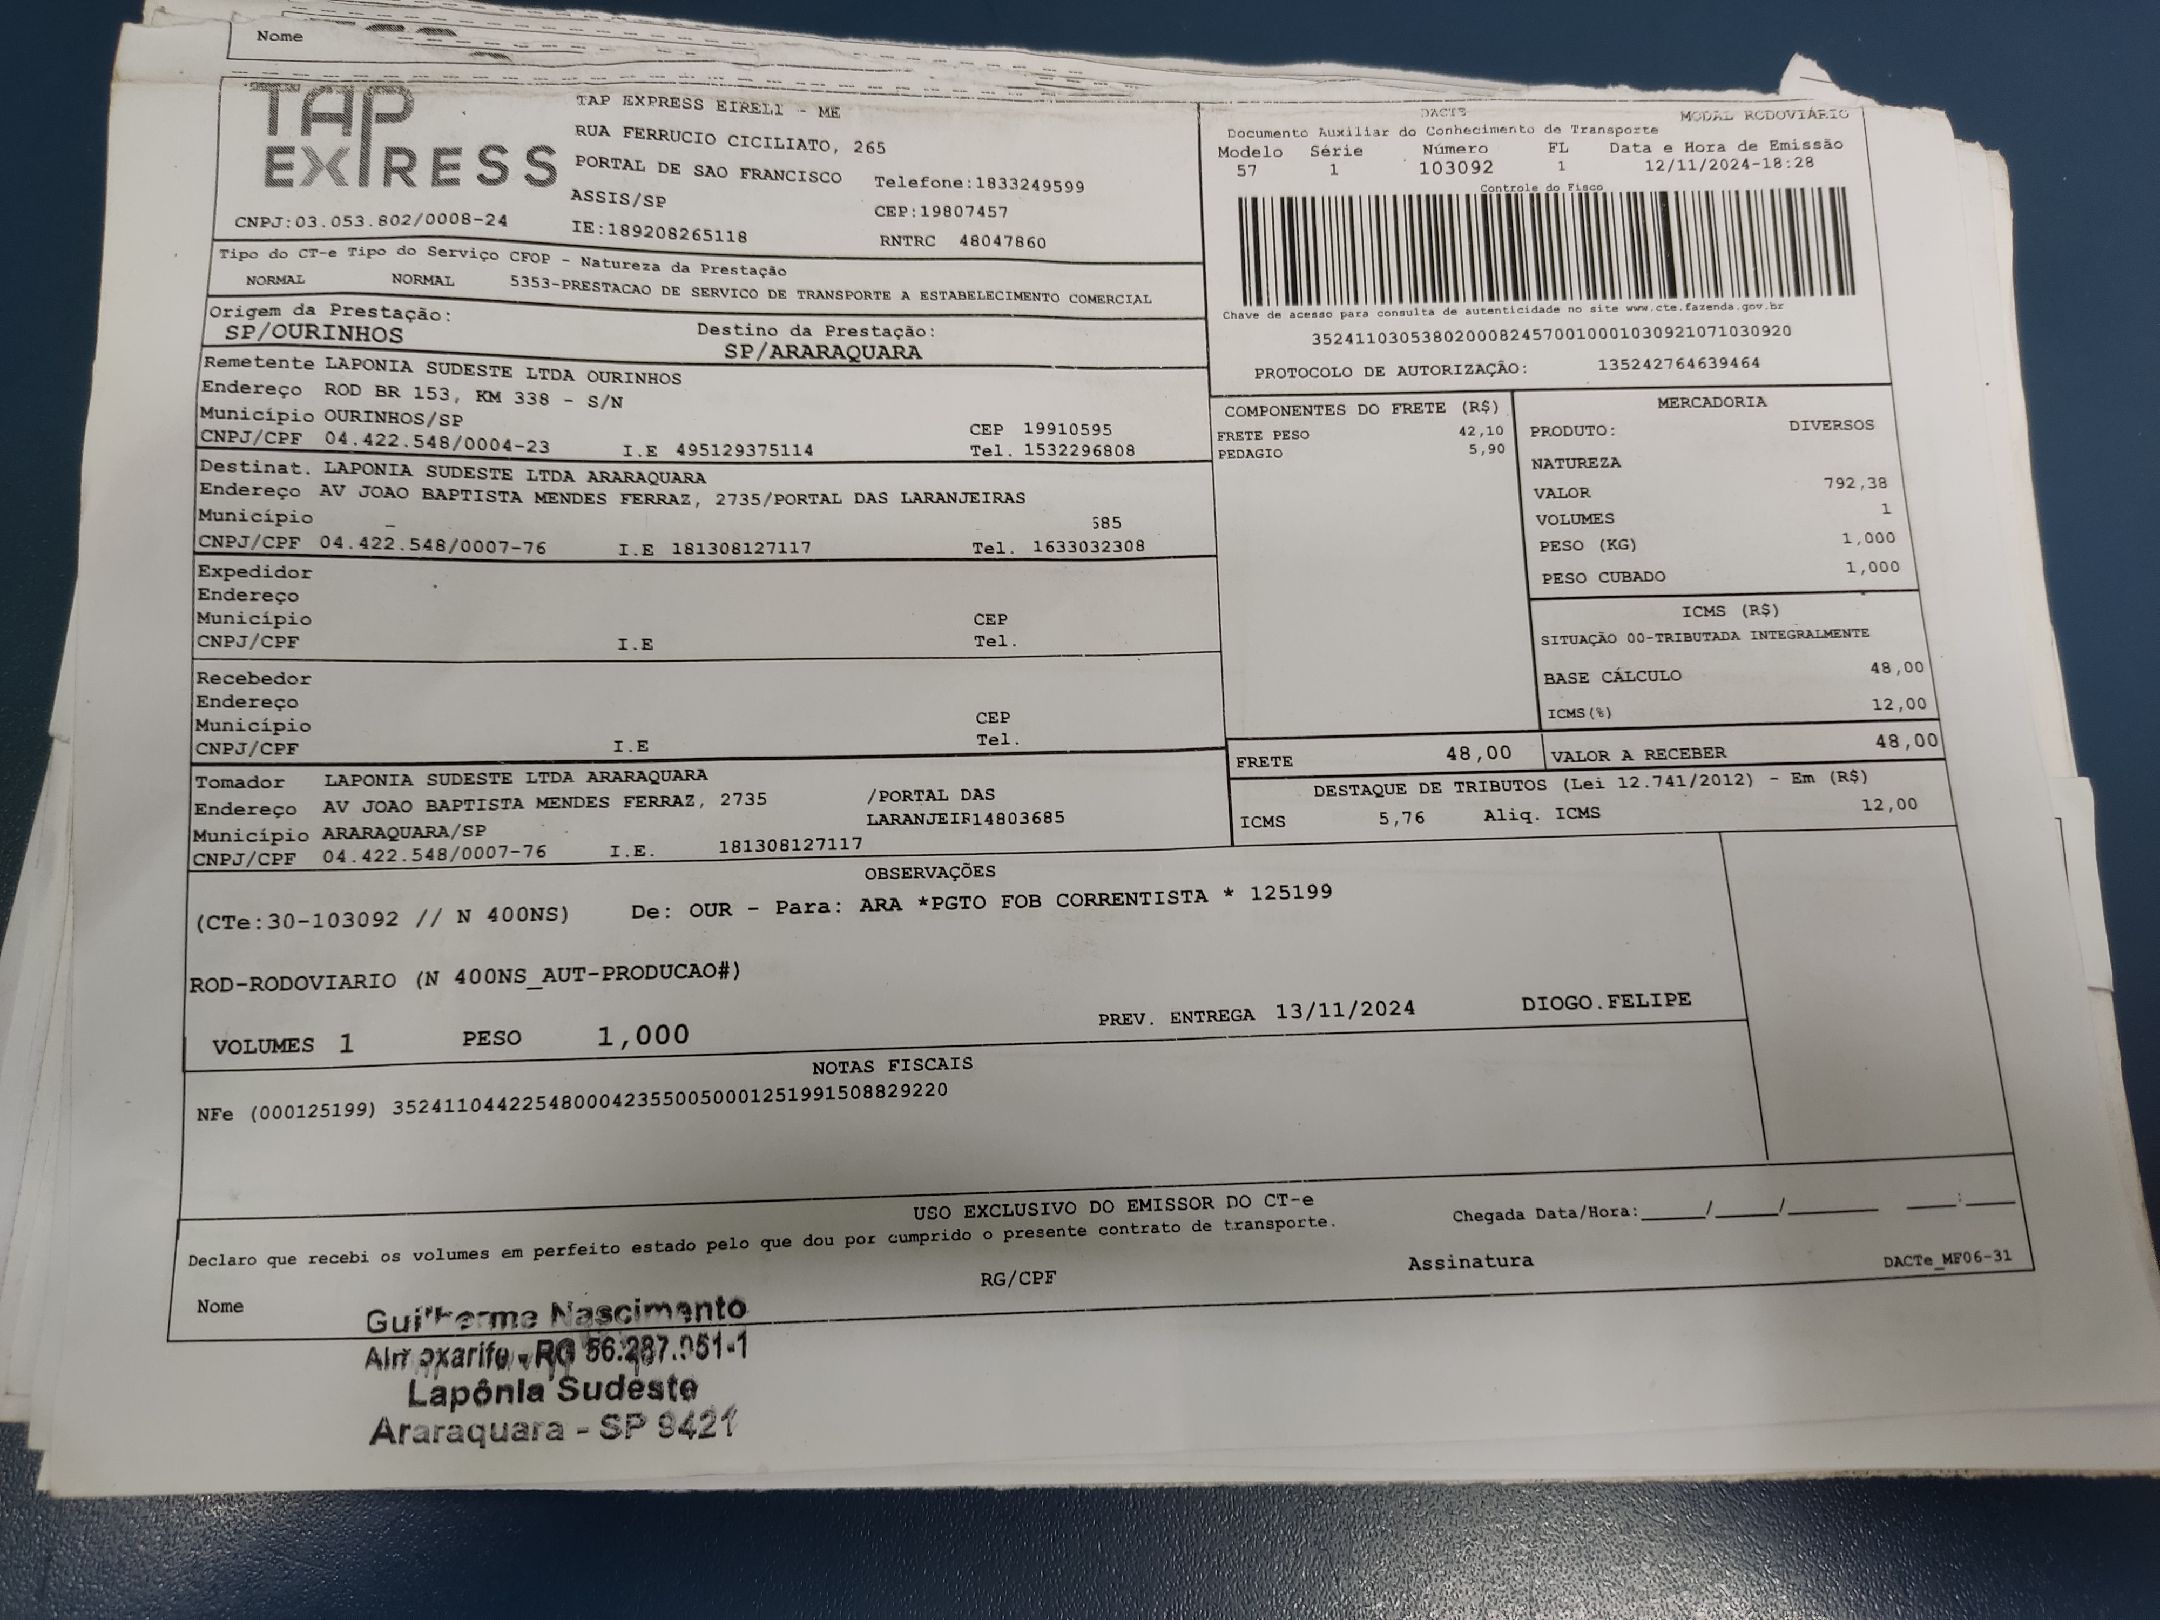 Nome
TAP EXPRESS
TAP EXPRESS EIRELI - ME
RUA FERRUCIO CICILIATO, 265
PORTAL DE SAO FRANCISCO Telefone:1833249599
ASSIS/SP CEP:19807457
CNPJ:03.053.802/0008-24 IE:189208265118 RNTRC 48047860
DACTE MODAL RODOVIÁRIO
Documento Auxiliar do Conhecimento de Transporte
Modelo Série Número FL Data e Hora de Emissão
57 1 103092 1 12/11/2024-18:28
Controle do Fisco
Chave de acesso para consulta de autenticidade no site www.cte.fazenda.gov.br
35241103053802000824570010001030921071030920
PROTOCOLO DE AUTORIZAÇÃO: 135242764639464
Tipo do CT-e Tipo do Serviço CFOP - Natureza da Prestação
NORMAL NORMAL 5353-PRESTACAO DE SERVICO DE TRANSPORTE A ESTABELECIMENTO COMERCIAL
Origem da Prestação: Destino da Prestação:
SP/OURINHOS SP/ARARAQUARA
Remetente LAPONIA SUDESTE LTDA OURINHOS
Endereço ROD BR 153, KM 338 - S/N
Município OURINHOS/SP CEP 19910595
CNPJ/CPF 04.422.548/0004-23 I.E 495129375114 Tel. 1532296808
Destinat. LAPONIA SUDESTE LTDA ARARAQUARA
Endereço AV JOAO BAPTISTA MENDES FERRAZ, 2735/PORTAL DAS LARANJEIRAS
Município 685
CNPJ/CPF 04.422.548/0007-76 I.E 181308127117 Tel. 1633032308
Expedidor
Endereço
Município CEP
CNPJ/CPF I.E Tel.
Recebedor
Endereço
Município CEP
CNPJ/CPF I.E Tel.
Tomador LAPONIA SUDESTE LTDA ARARAQUARA
Endereço AV JOAO BAPTISTA MENDES FERRAZ, 2735 /PORTAL DAS
Município ARARAQUARA/SP LARANJEIR14803685
CNPJ/CPF 04.422.548/0007-76 I.E. 181308127117
COMPONENTES DO FRETE (R$)
FRETE PESO 42,10
PEDAGIO 5,90
MERCADORIA
PRODUTO: DIVERSOS
NATUREZA
VALOR 792,38
VOLUMES 1
PESO (KG) 1,000
PESO CUBADO 1,000
ICMS (R$)
SITUAÇÃO 00-TRIBUTADA INTEGRALMENTE
BASE CÁLCULO 48,00
ICMS(%) 12,00
FRETE 48,00 VALOR A RECEBER 48,00
DESTAQUE DE TRIBUTOS (Lei 12.741/2012) - Em (R$)
ICMS 5,76 Aliq. ICMS 12,00
OBSERVAÇÕES
(CTe:30-103092 // N 400NS) De: OUR - Para: ARA *PGTO FOB CORRENTISTA * 125199
ROD-RODOVIARIO (N 400NS_AUT-PRODUCAO#)
VOLUMES 1 PESO 1,000 PREV. ENTREGA 13/11/2024 DIOGO.FELIPE
NOTAS FISCAIS
NFe (000125199) 35241104422548000423550050001251991508829220
USO EXCLUSIVO DO EMISSOR DO CT-e
Declaro que recebi os volumes em perfeito estado pelo que dou por cumprido o presente contrato de transporte. Chegada Data/Hora:_____/_____/_______ ____:____
Nome RG/CPF Assinatura DACTe_MF06-31
Guilherme Nascimento
Almoxarife - RG 56.287.051-1
Lapônia Sudeste
Araraquara - SP 9421